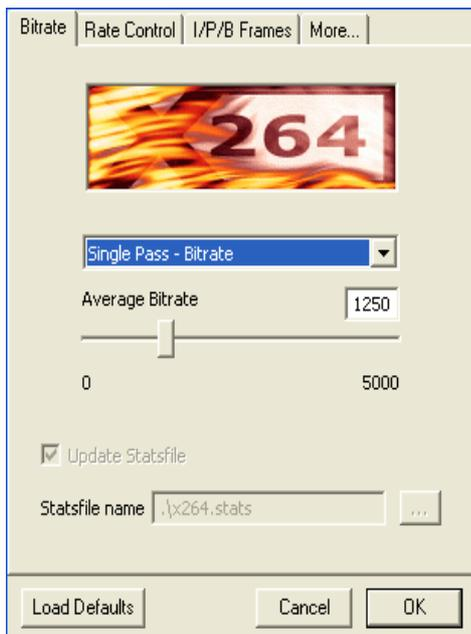 Bitrate Rate Control I/P/B Frames More...
264
Single Pass - Bitrate
Average Bitrate 1250
0 5000
Update Statsfile
Statsfile name .\x264.stats ...
Load Defaults Cancel OK